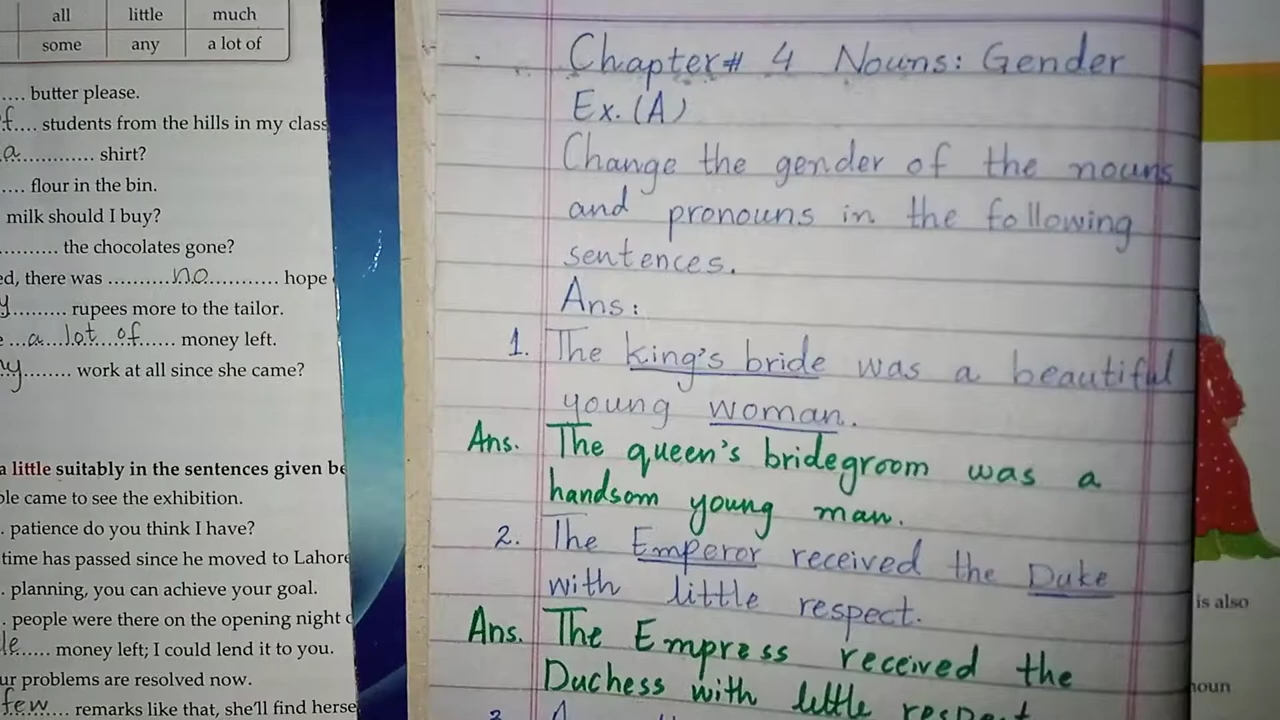 all little much
some any a lot of
.... butter please.
f.... students from the hills in my class
a............ shirt?
.... flour in the bin.
milk should I buy?
.......... the chocolates gone?
ed, there was ...........no............. hope
y......... rupees more to the tailor.
...a...lot...of...... money left.
ny........ work at all since she came?
a little suitably in the sentences given be
ple came to see the exhibition.
. patience do you think I have?
time has passed since he moved to Lahore
. planning, you can achieve your goal.
. people were there on the opening night
le..... money left; I could lend it to you.
ur problems are resolved now.
few.... remarks like that, she'll find herse
Chapter# 4 Nouns: Gender
Ex. (A)
Change the gender of the nouns
and pronouns in the following
sentences.
Ans:
1. The king's bride was a beautiful
young woman.
Ans. The queen's bridegroom was a
handsom young man.
2. The Emperor received the Duke
with little respect.
Ans. The Empress received the
Duchess with little respect.
3.
is also
noun